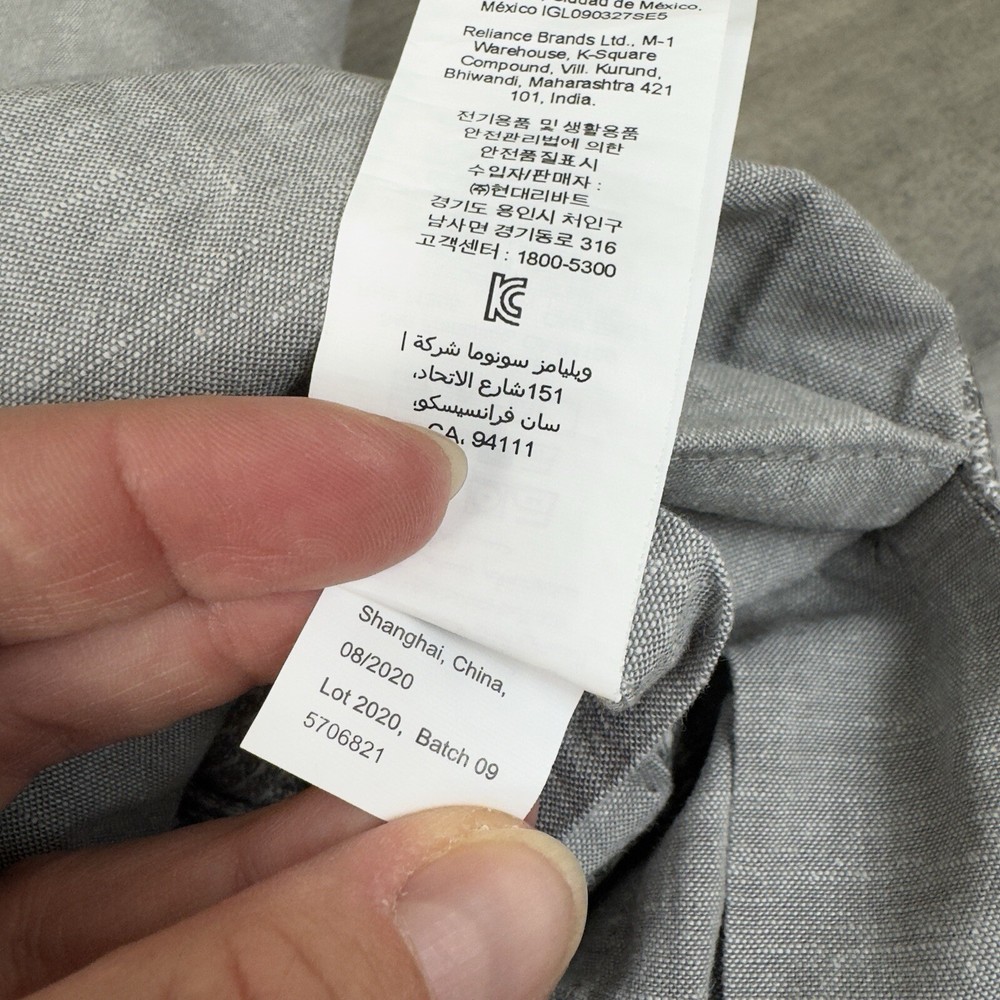 Ciudad de México.
México IGL090327SE5
Reliance Brands Ltd., M-1
Warehouse, K-Square
Compound, Vill. Kurund,
Bhiwandi, Maharashtra 421
101, India.
전기용품 및 생활용품
안전관리법에 의한
안전품질표시
수입자/판매자 :
㈜현대리바트
경기도 용인시 처인구
남사면 경기동로 316
고객센터 : 1800-5300
KC
ويليامز سونوما شركة |
151شارع الاتحاد،
سان فرانسيسكو،
CA, 94111
Shanghai, China,
08/2020
Lot 2020, Batch 09
5706821